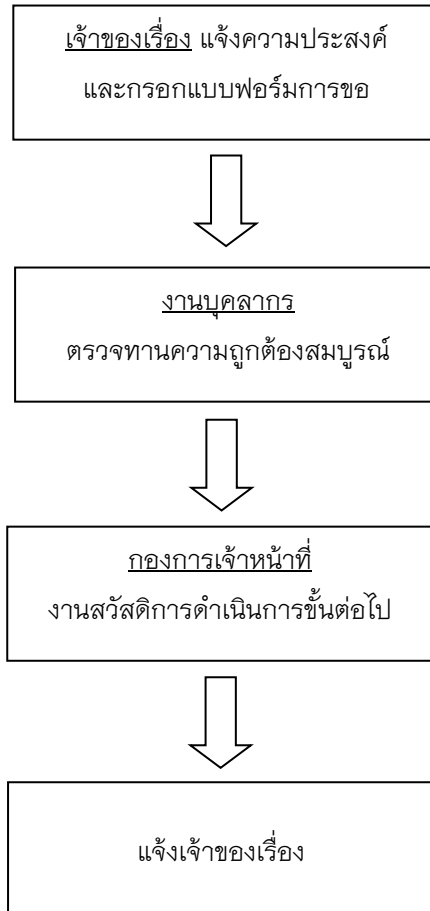 เจ้าของเรื่อง แจ้งความประสงค์
และกรอกแบบฟอร์มการขอ
งานบุคลากร
ตรวจทานความถูกต้องสมบูรณ์
กองการเจ้าหน้าที่
งานสวัสดิการดำเนินการขั้นต่อไป
แจ้งเจ้าของเรื่อง